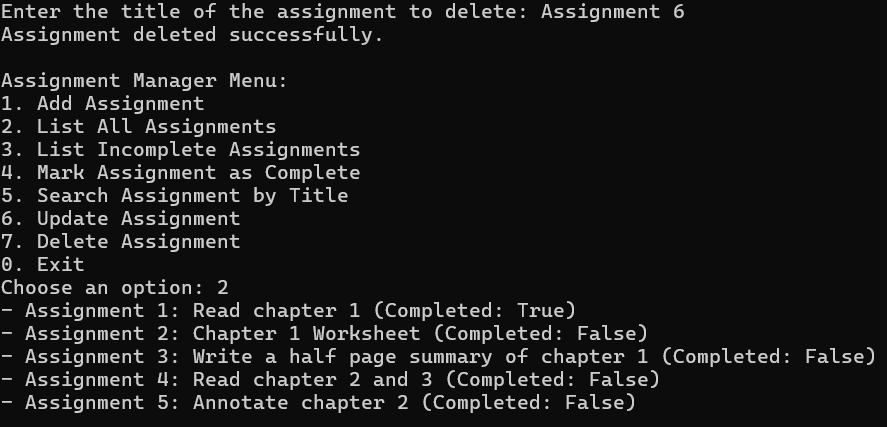 Enter the title of the assignment to delete: Assignment 6
Assignment deleted successfully.

Assignment Manager Menu:
1. Add Assignment
2. List All Assignments
3. List Incomplete Assignments
4. Mark Assignment as Complete
5. Search Assignment by Title
6. Update Assignment
7. Delete Assignment
0. Exit
Choose an option: 2
- Assignment 1: Read chapter 1 (Completed: True)
- Assignment 2: Chapter 1 Worksheet (Completed: False)
- Assignment 3: Write a half page summary of chapter 1 (Completed: False)
- Assignment 4: Read chapter 2 and 3 (Completed: False)
- Assignment 5: Annotate chapter 2 (Completed: False)